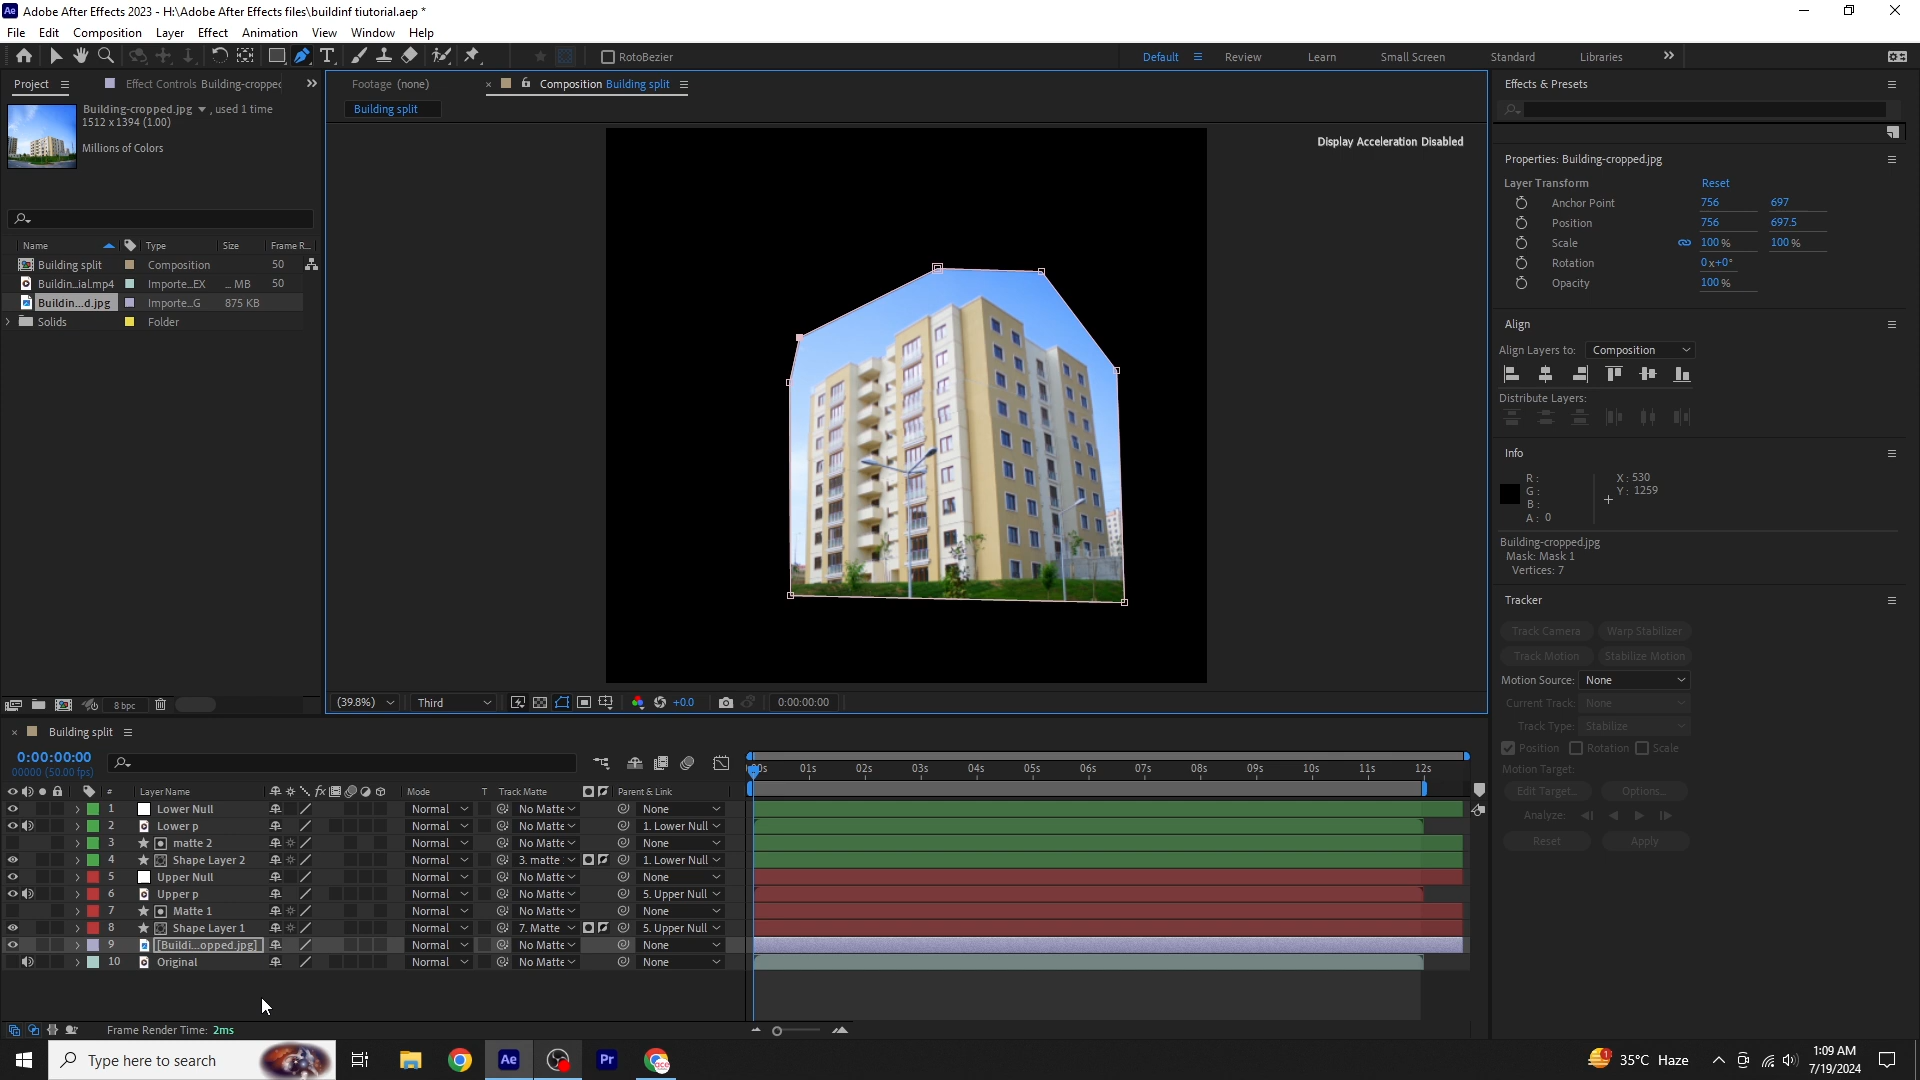 Adobe After Effects 2023 - H:\Adobe After Effects files\buildinf tiutorial.aep *
File Edit Composition Layer Effect Animation View Window Help
RotoBezier
Default Review Learn Small Screen Standard Libraries
Project Effect Controls Building-croppec
Building-cropped.jpg , used 1 time
1512 x 1394 (1.00)
Millions of Colors
Name Type Size Frame R...
Building split Composition 50
Buildin...ial.mp4 Importe...EX ... MB 50
Buildin...d.jpg Importe...G 875 KB
Solids Folder
8 bpc
Footage (none) Composition Building split
Building split
Display Acceleration Disabled
(39.8%) Third +0.0 0:00:00:00
Effects & Presets
Properties: Building-cropped.jpg
Layer Transform Reset
Anchor Point 756 697
Position 756 697.5
Scale 100 % 100 %
Rotation 0x+0°
Opacity 100 %
Align
Align Layers to: Composition
Distribute Layers:
Info
R: X: 530
G: Y: 1259
B:
A: 0
Building-cropped.jpg
Mask: Mask 1
Vertices: 7
Tracker
Track Camera Warp Stabilizer
Track Motion Stabilize Motion
Motion Source: None
Current Track: None
Track Type: Stabilize
Position Rotation Scale
Motion Target:
Edit Target... Options...
Analyze:
Reset Apply
Building split
0:00:00:00
00000 (50.00 fps)
:00s 01s 02s 03s 04s 05s 06s 07s 08s 09s 10s 11s 12s
# Layer Name fx Mode T Track Matte Parent & Link
1 Lower Null Normal No Matte None
2 Lower p Normal No Matte 1. Lower Null
3 matte 2 Normal No Matte None
4 Shape Layer 2 Normal 3. matte 1. Lower Null
5 Upper Null Normal No Matte None
6 Upper p Normal No Matte 5. Upper Null
7 Matte 1 Normal No Matte None
8 Shape Layer 1 Normal 7. Matte 5. Upper Null
9 [Buildi...opped.jpg] Normal No Matte None
10 Original Normal No Matte None
Frame Render Time: 2ms
Type here to search
Ae Pr
1 35°C Haze
1:09 AM
7/19/2024